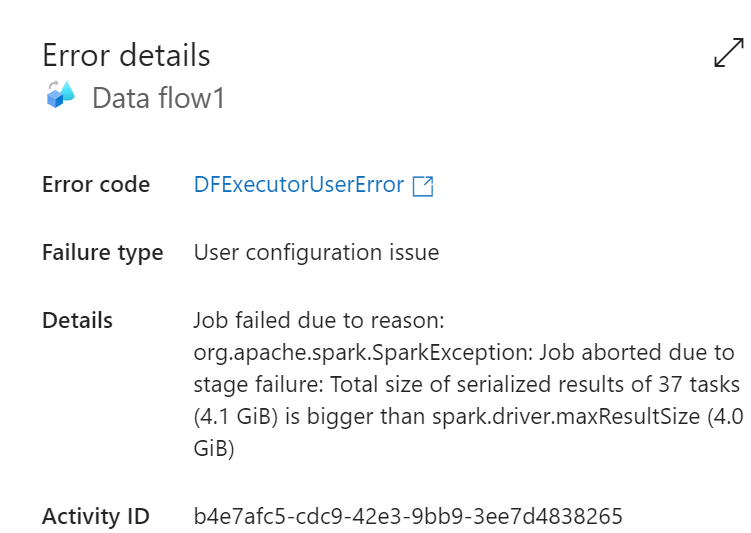 Error details
Data flow1
Error code DFExecutorUserError
Failure type User configuration issue
Details Job failed due to reason:
org.apache.spark.SparkException: Job aborted due to
stage failure: Total size of serialized results of 37 tasks
(4.1 GiB) is bigger than spark.driver.maxResultSize (4.0
GiB)
Activity ID b4e7afc5-cdc9-42e3-9bb9-3ee7d4838265